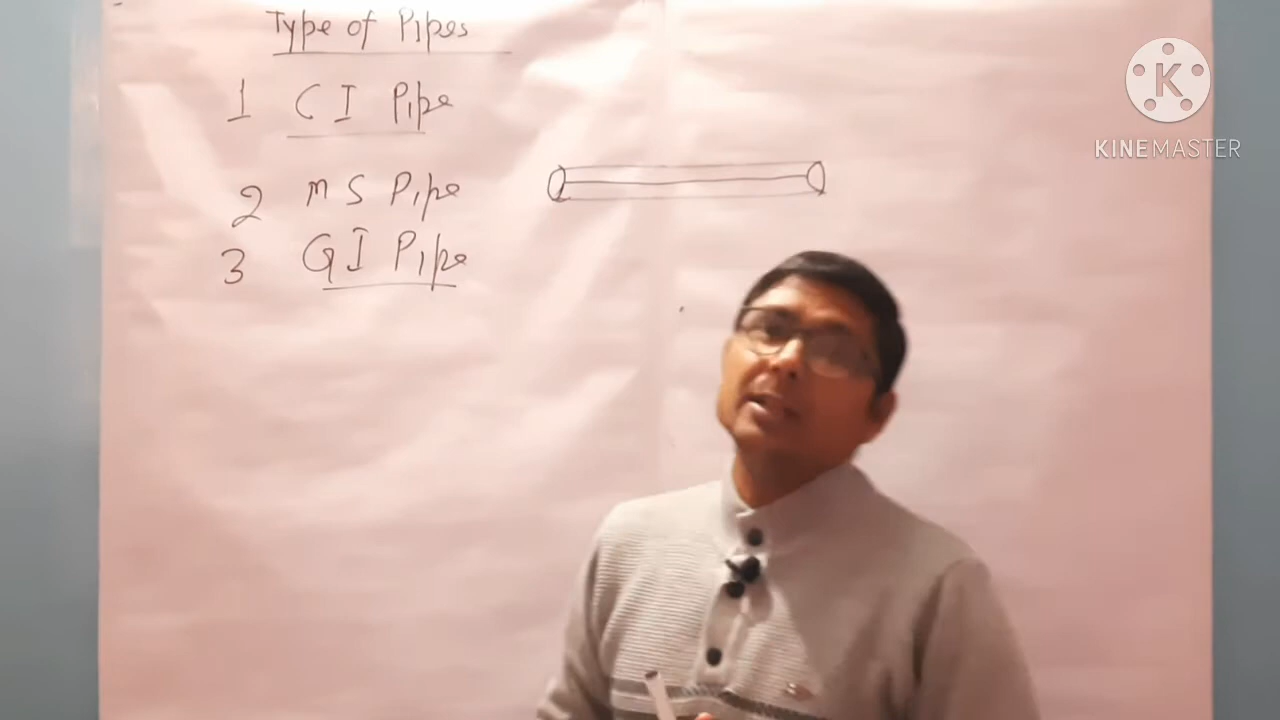 Type of Pipes
1 C I Pipe
2 M S Pipe
3 G I Pipe
K
KINEMASTER